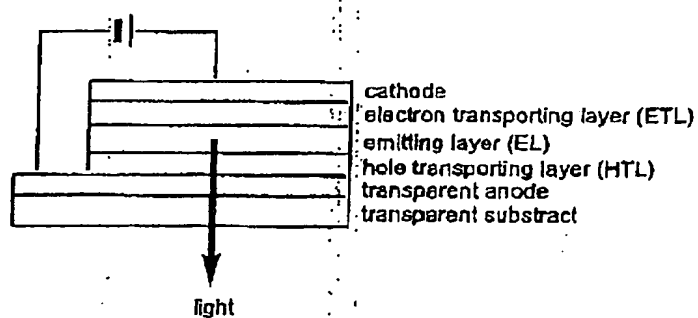 cathode
electron transporting layer (ETL)
emitting layer (EL)
hole transporting layer (HTL)
transparent anode
transparent substract
light